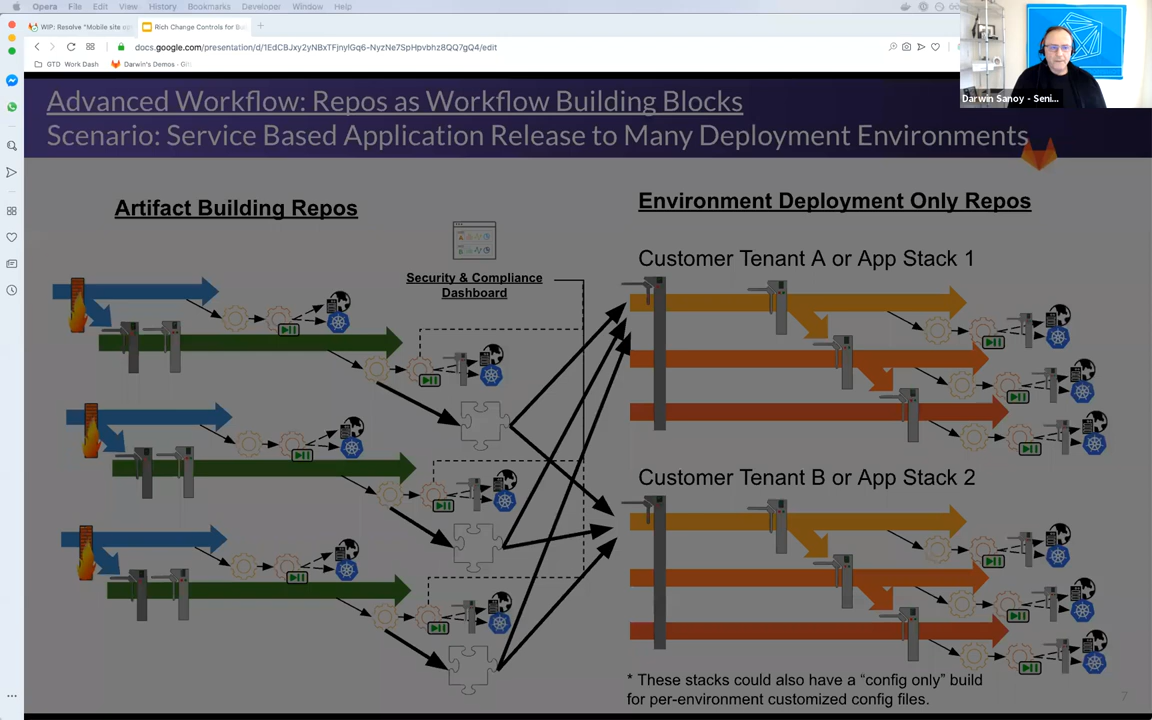 Opera File Edit View History Bookmarks Developer Window Help
WIP: Resolve "Mobile site op
Rich Change Controls for Bu
docs.google.com/presentation/d/1EdCBJxy2yNBxTFjnylGq6-NyzNe7SpHpvbhz8QQ7gQ4/edit
GTD Work Dash
Darwin's Demos - Git
Darwin Sanoy - Seni...
Advanced Workflow: Repos as Workflow Building Blocks
Scenario: Service Based Application Release to Many Deployment Environments
Artifact Building Repos
Security & Compliance
Dashboard
Environment Deployment Only Repos
Customer Tenant A or App Stack 1
Customer Tenant B or App Stack 2
* These stacks could also have a “config only” build
for per-environment customized config files.
7